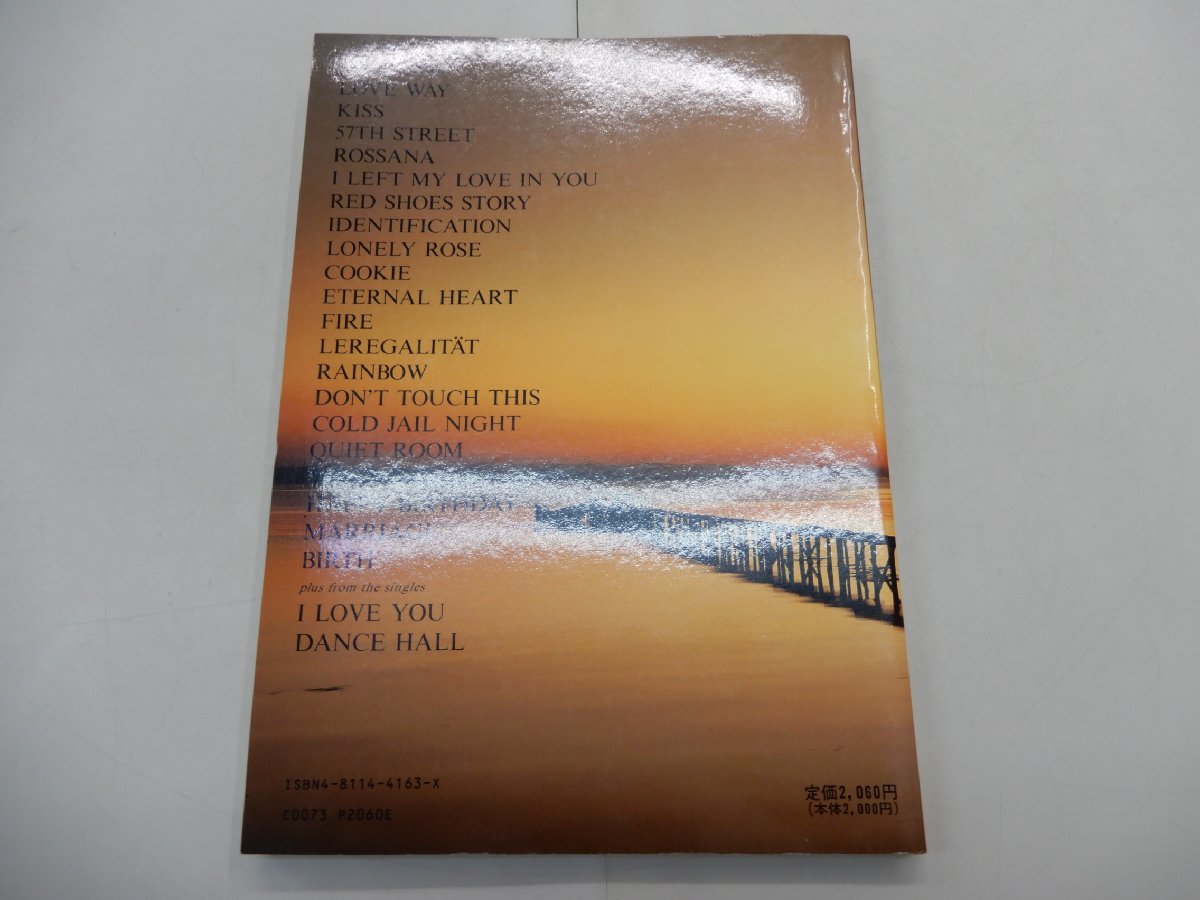 LOVE WAY
KISS
57TH STREET
ROSSANA
I LEFT MY LOVE IN YOU
RED SHOES STORY
IDENTIFICATION
LONELY ROSE
COOKIE
ETERNAL HEART
FIRE
LEREGALITÄT
RAINBOW
DON'T TOUCH THIS
COLD JAIL NIGHT
QUIET ROOM
BIRTHDAY
BIRTH
plus from the singles
I LOVE YOU
DANCE HALL
ISBN4-8114-4163-X
C0073 P2060E
定価2,060円
(本体2,000円)